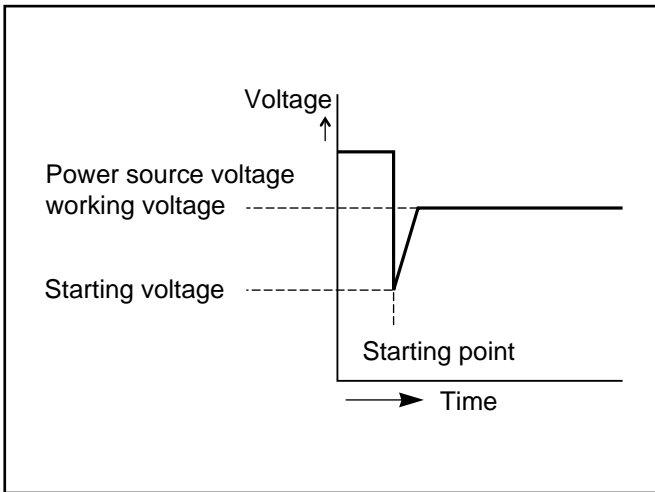 Voltage
Power source voltage
working voltage
Starting voltage
Starting point
Time